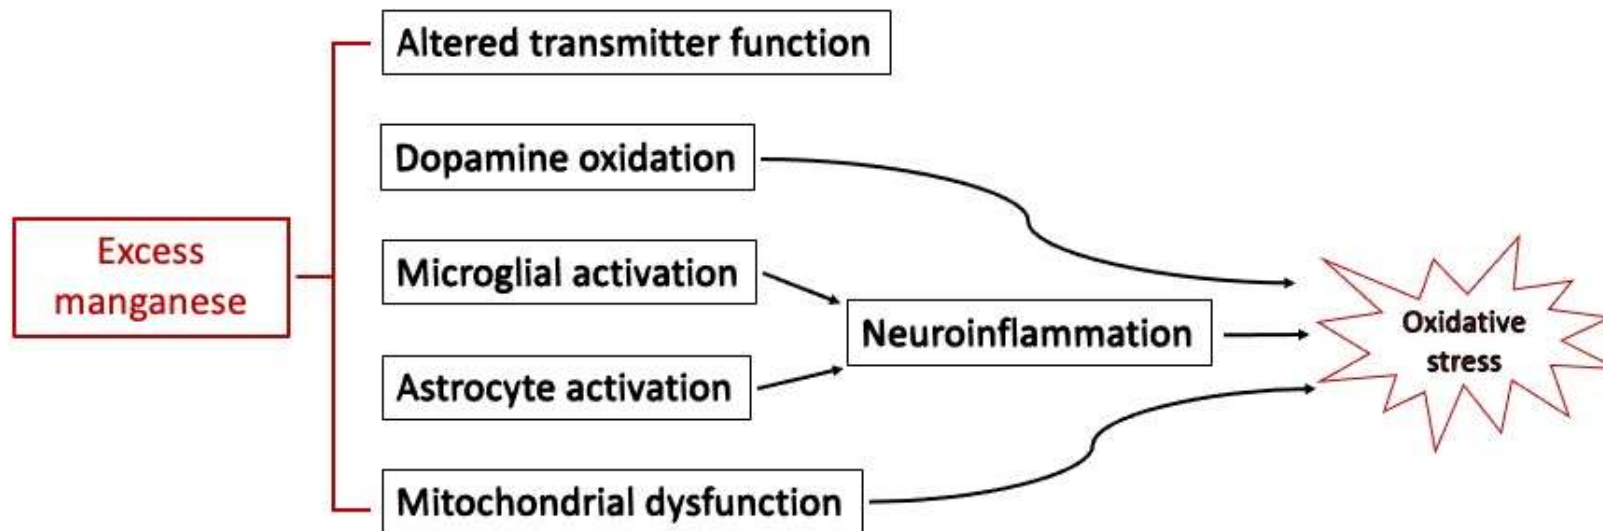 Altered transmitter function
Dopamine oxidation
Excess
manganese
Microglial activation
Neuroinflammation
Oxidative
stress
Astrocyte activation
Mitochondrial dysfunction